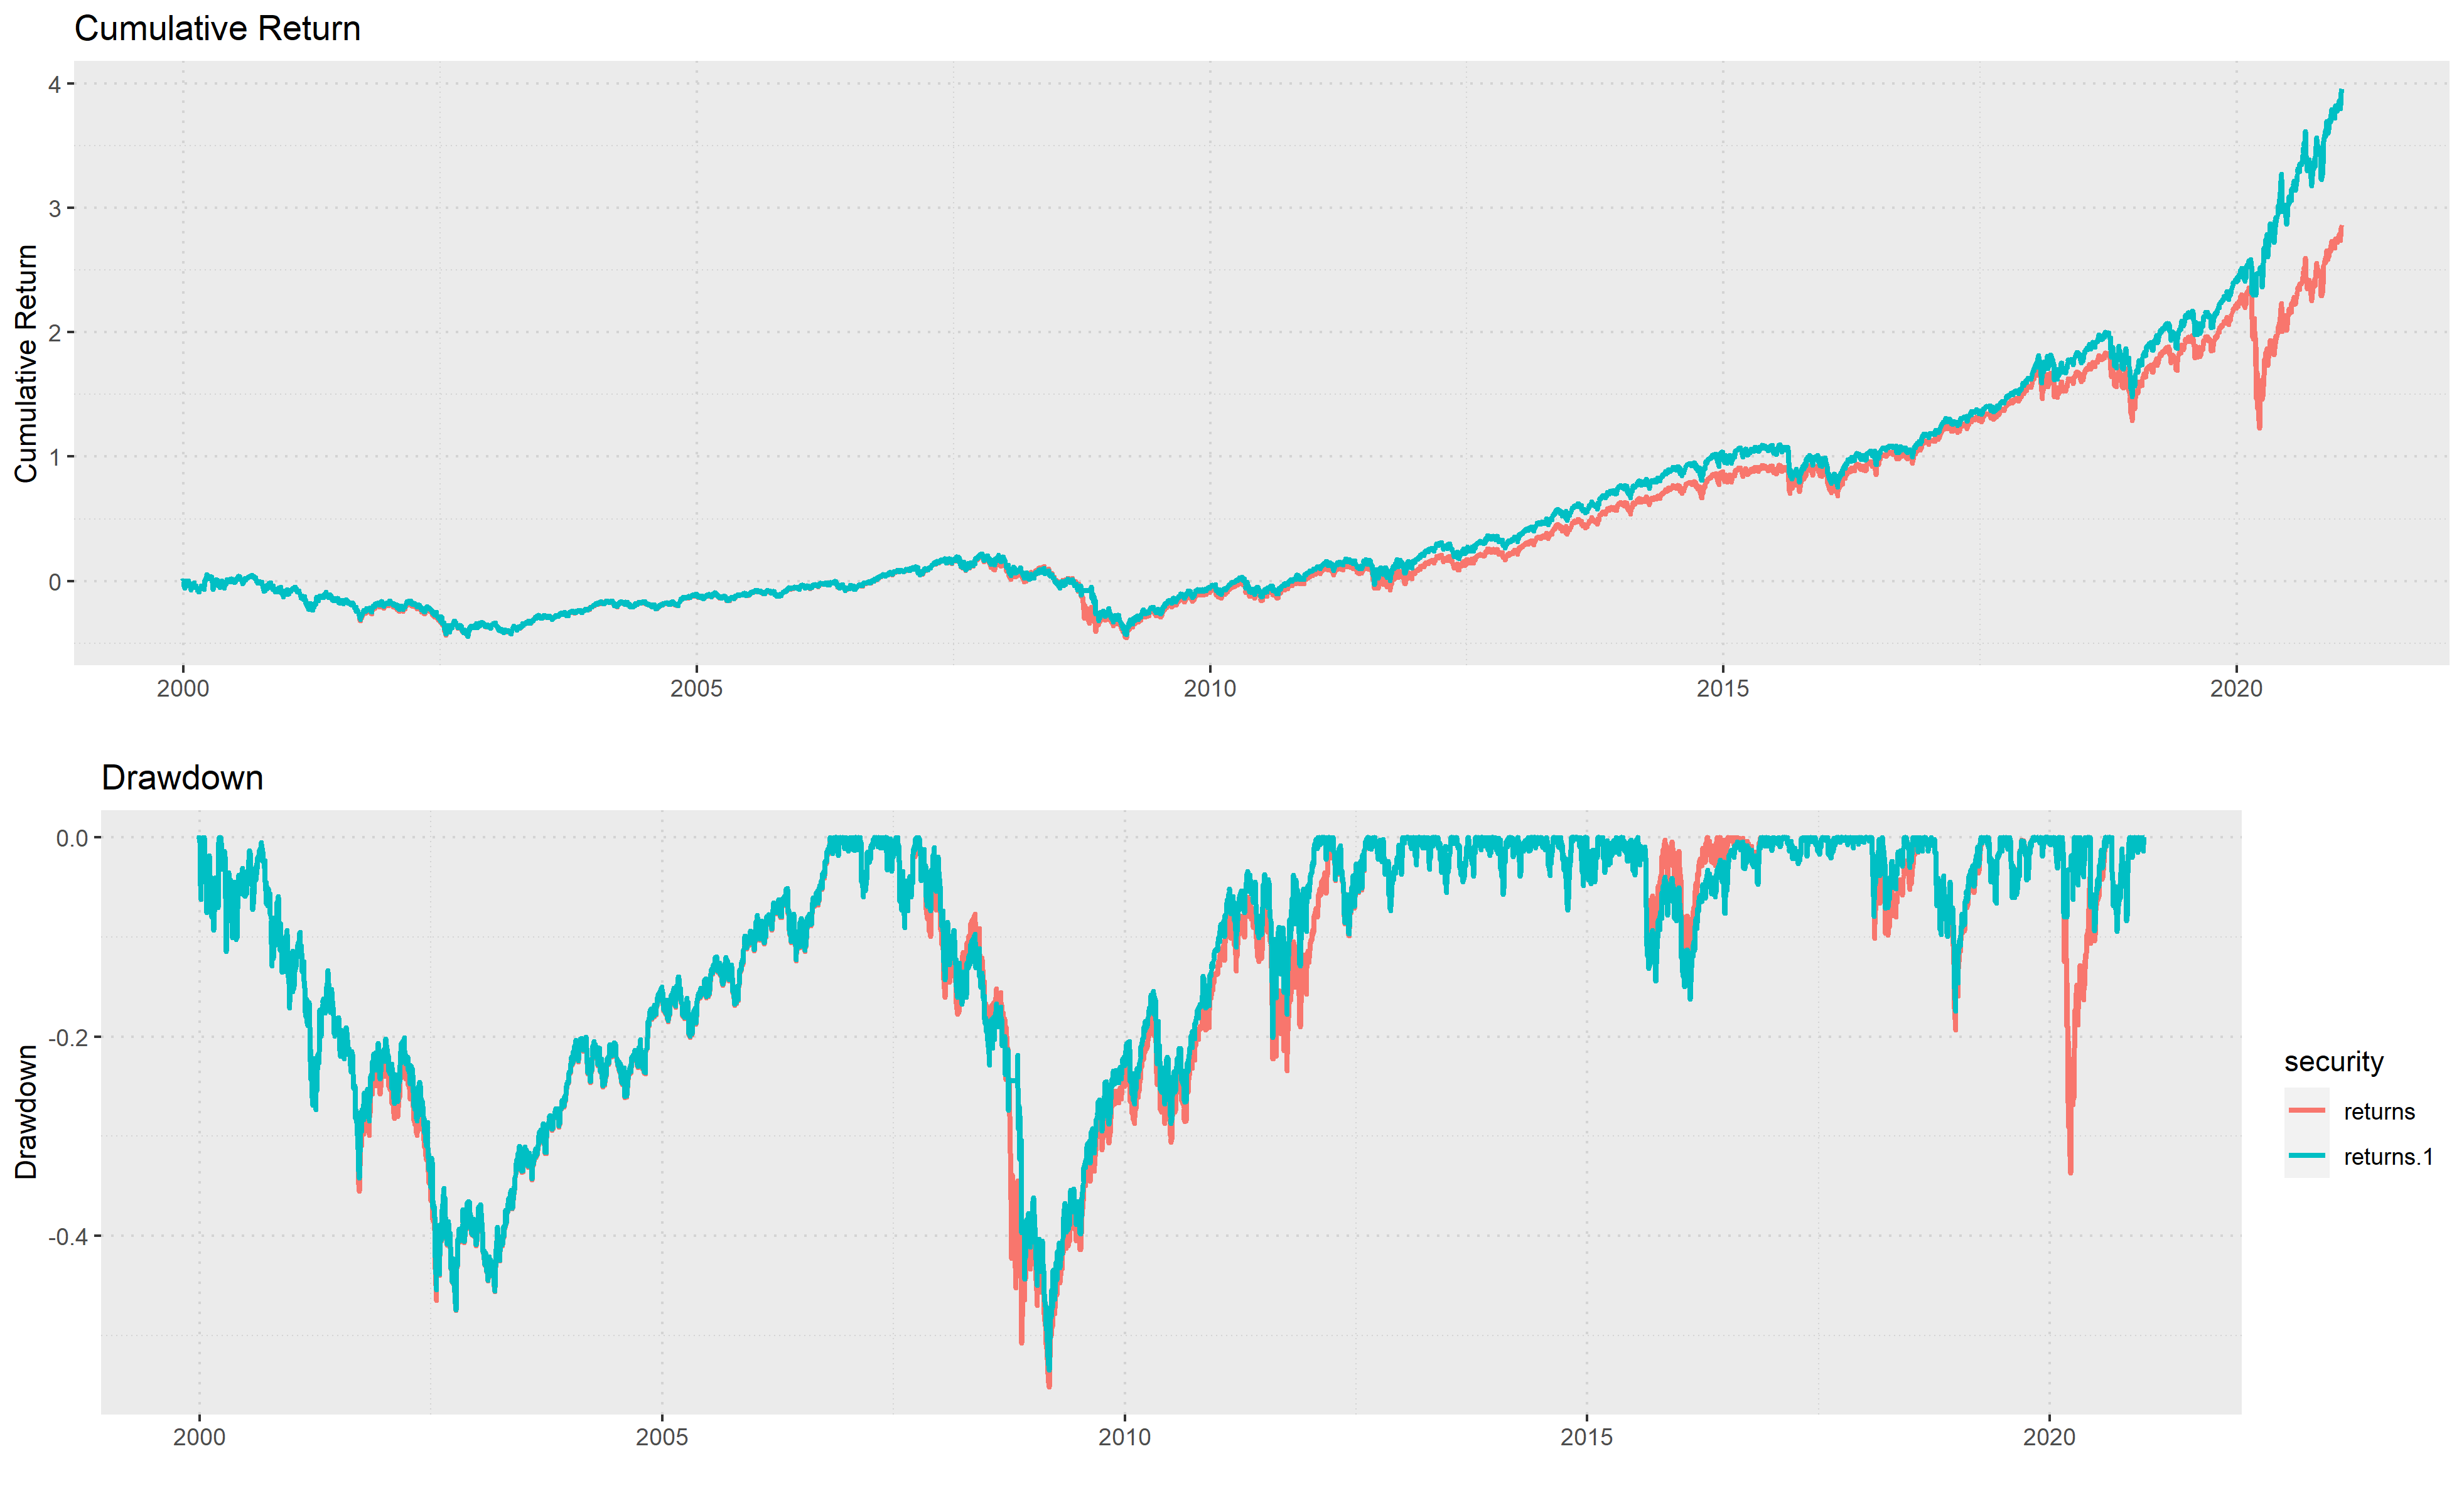 Cumulative Return
Cumulative Return
4
3
2
1
0
2000 2005 2010 2015 2020
Drawdown
Drawdown
0.0
-0.2
-0.4
2000 2005 2010 2015 2020
security
returns
returns.1